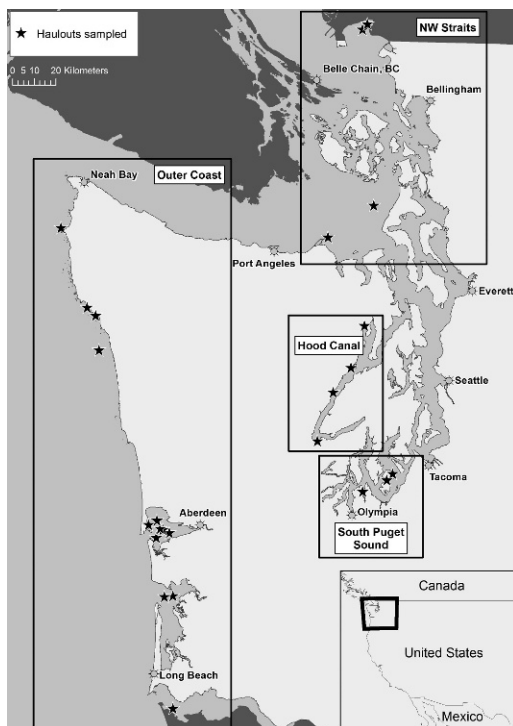 Haulouts sampled
0 5 10 20 Kilometers
NW Straits
Belle Chain, BC
Bellingham
Neah Bay
Outer Coast
Port Angeles
Everett
Hood Canal
Seattle
Tacoma
Olympia
South Puget
Sound
Aberdeen
Long Beach
Canada
United States
Mexico